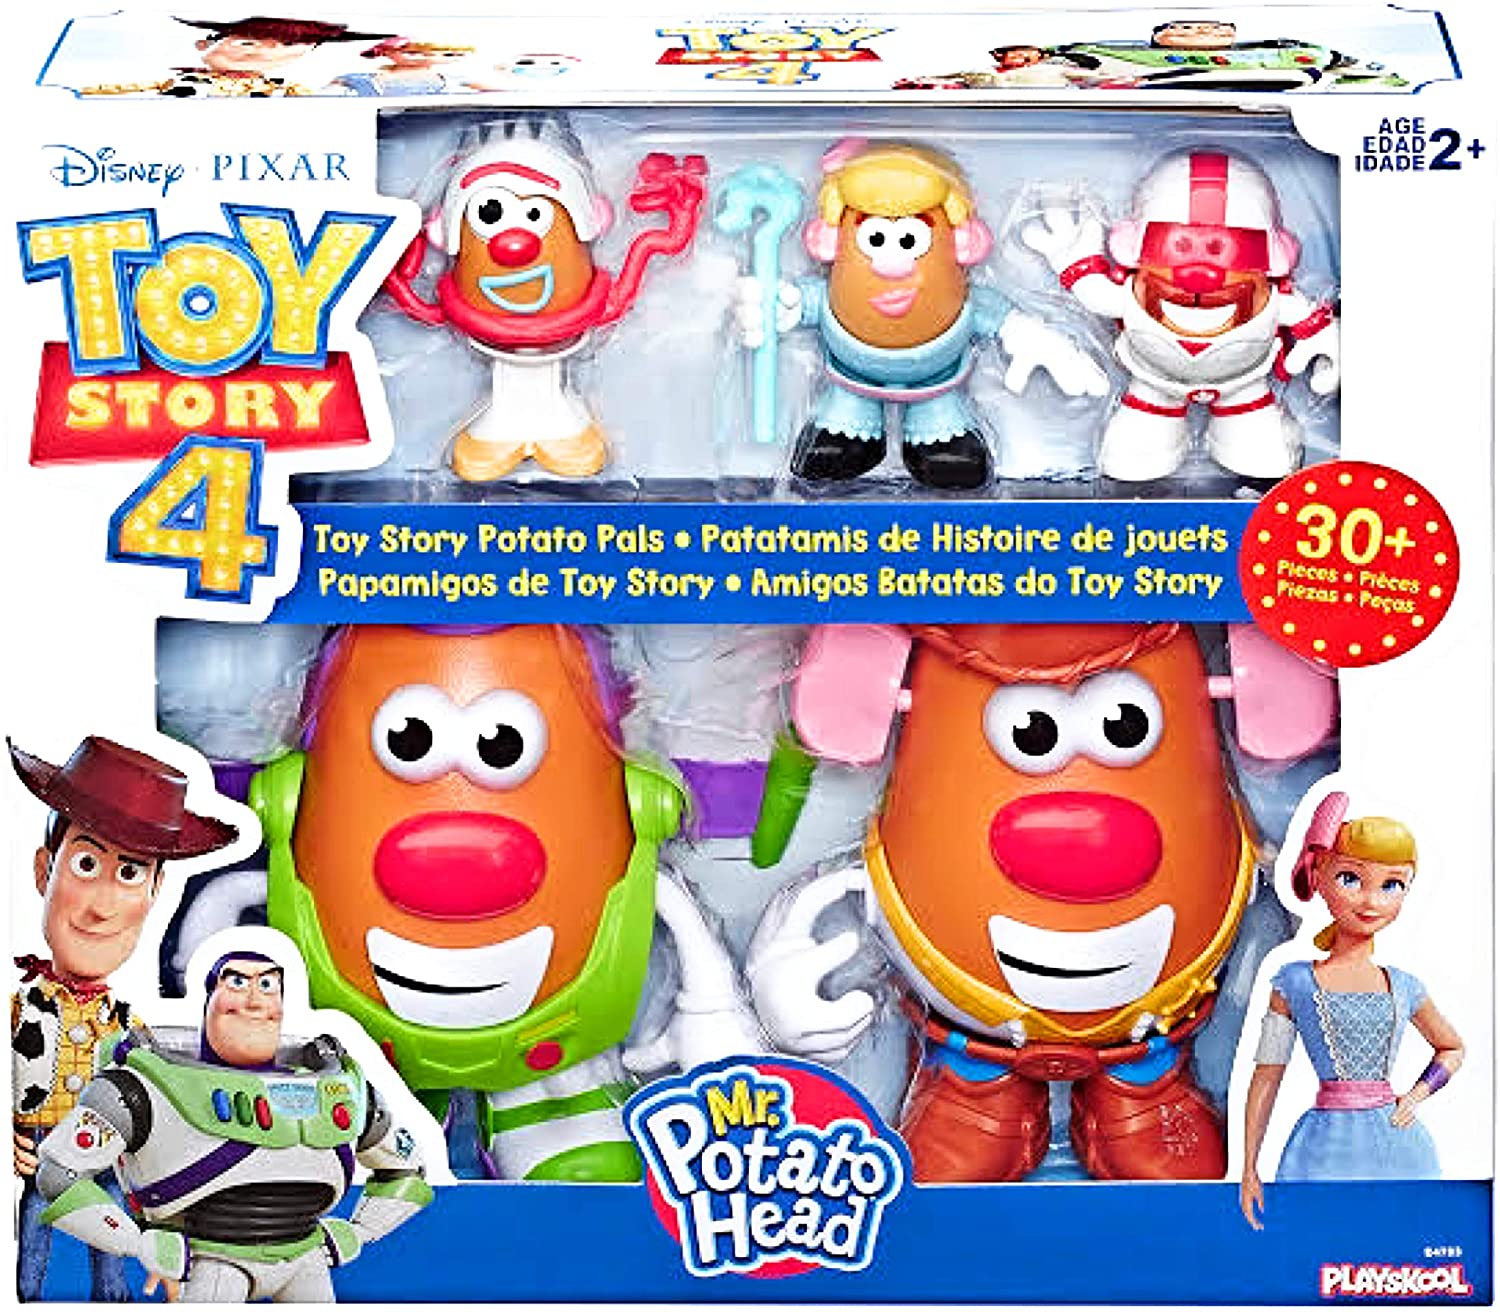 TOY
STORY
4
DISNEY · PIXAR
TOY
STORY
4
AGE
EDAD
IDADE 2+
Toy Story Potato Pals • Patatamis de Histoire de jouets
Papamigos de Toy Story • Amigos Batatas do Toy Story
30+
Pieces • Pièces
Piezas • Peças
Mr.
Potato
Head
PLAYSKOOL